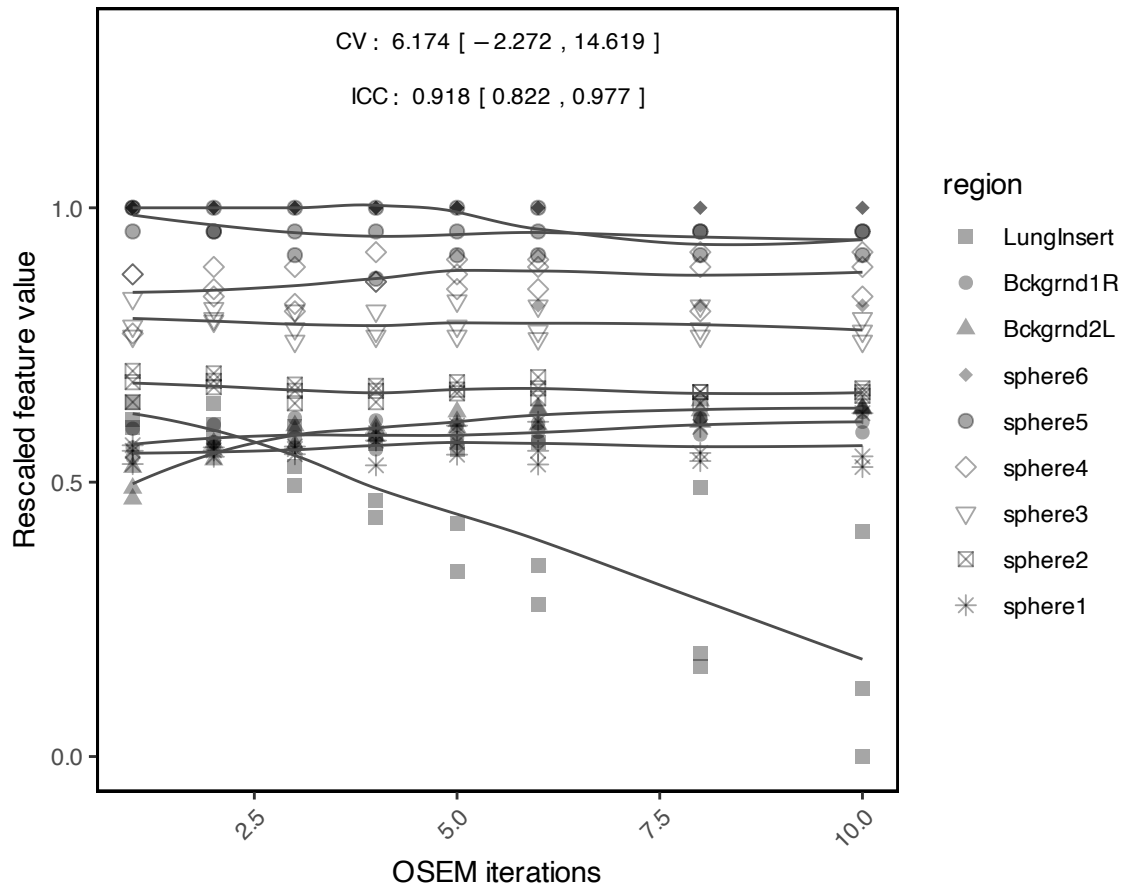 CV : 6.174 [ −2.272 , 14.619 ]
ICC : 0.918 [ 0.822 , 0.977 ]
1.0
0.5
0.0
Rescaled feature value
2.5
5.0
7.5
10.0
OSEM iterations
region
LungInsert
Bckgrnd1R
Bckgrnd2L
sphere6
sphere5
sphere4
sphere3
sphere2
sphere1